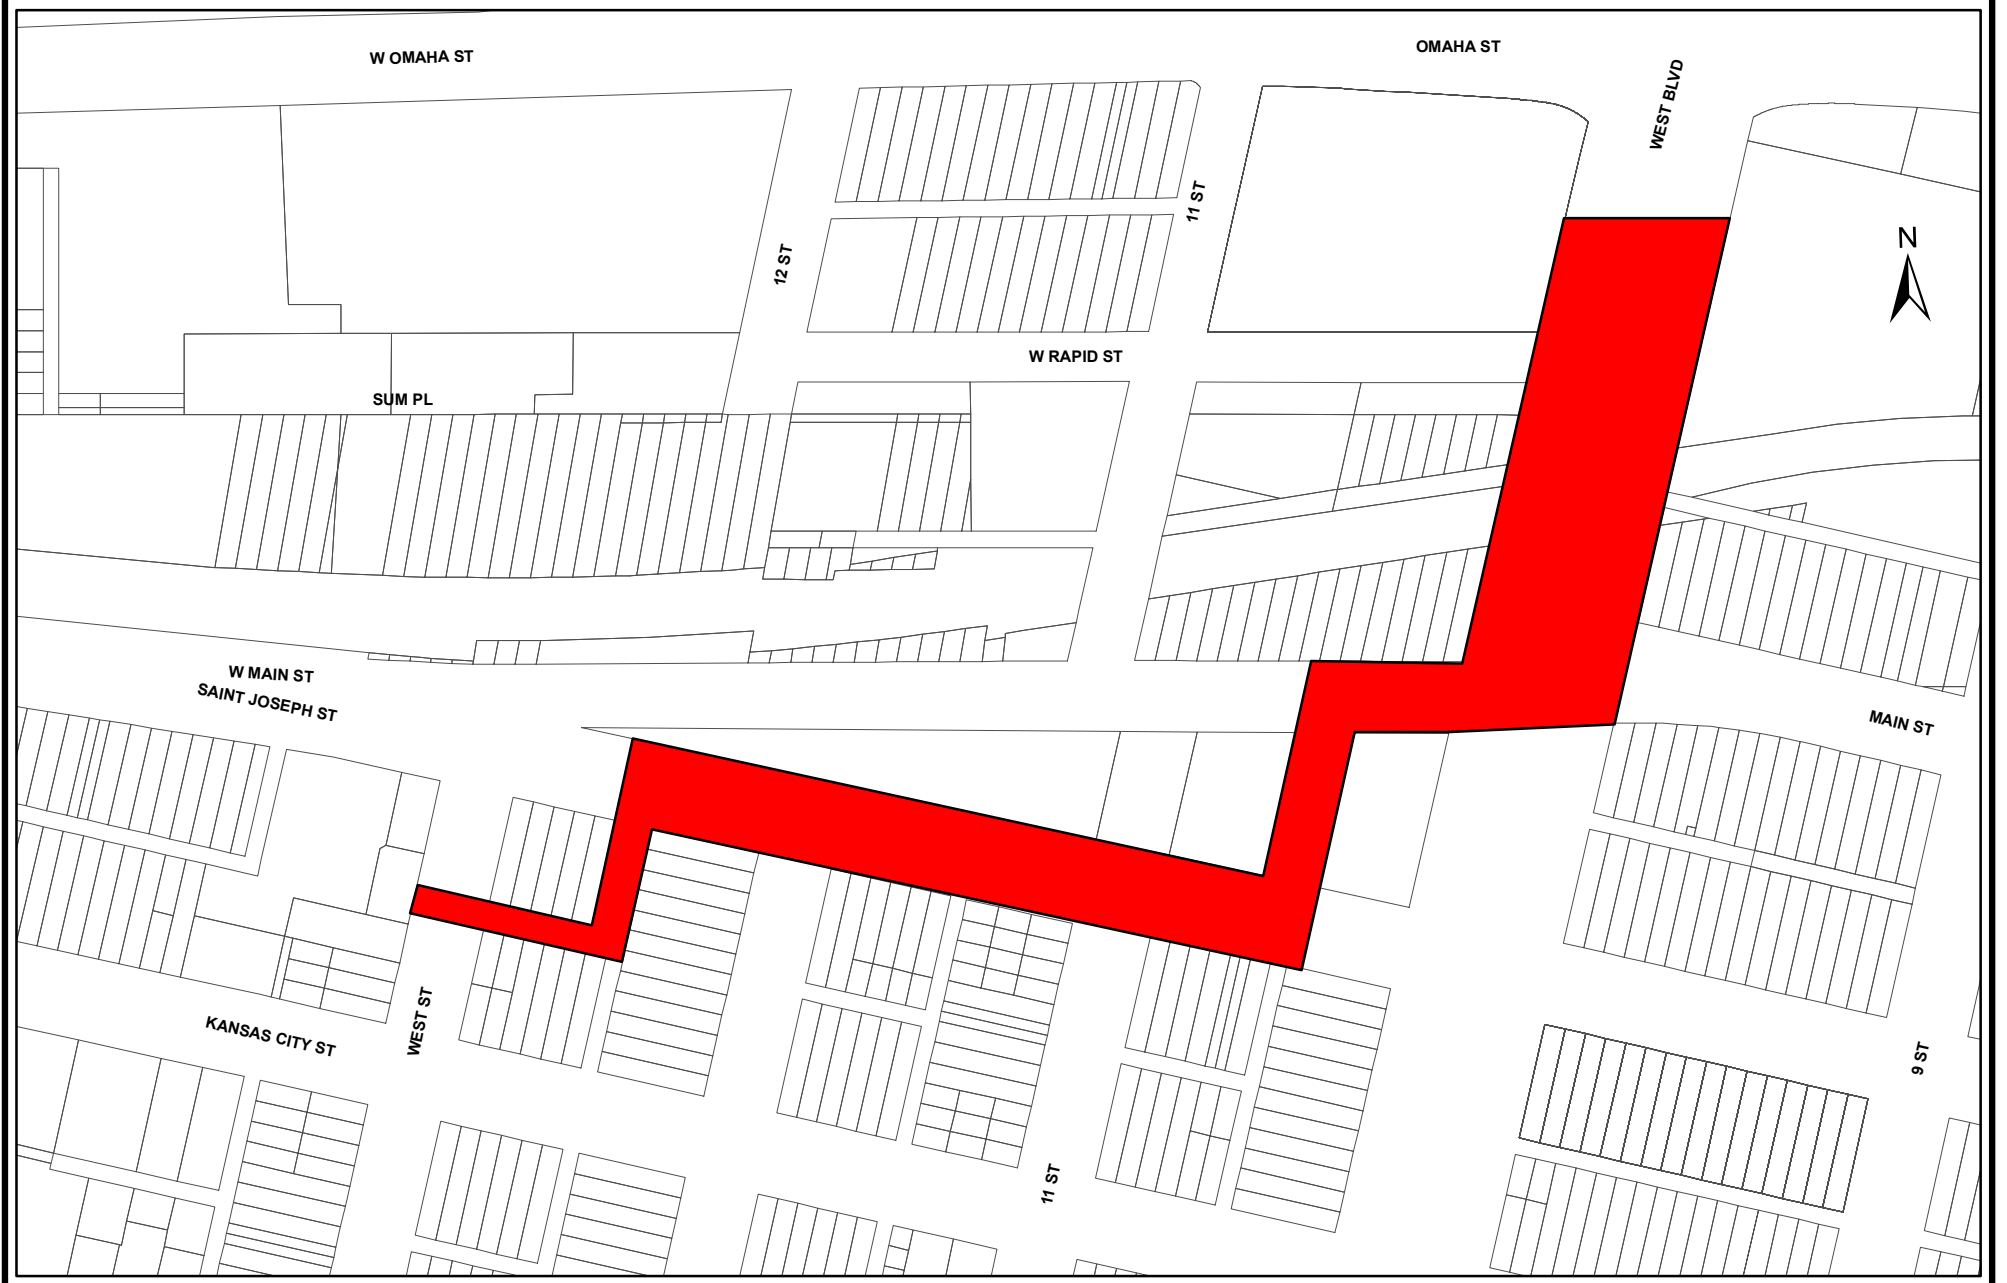 OMAHA ST
W OMAHA ST
WEST BLVD
11 ST
N
12 ST
W RAPID ST
SUM PL
W MAIN ST
SAINT JOSEPH ST
MAIN ST
WEST ST
KANSAS CITY ST
9 ST
11 ST